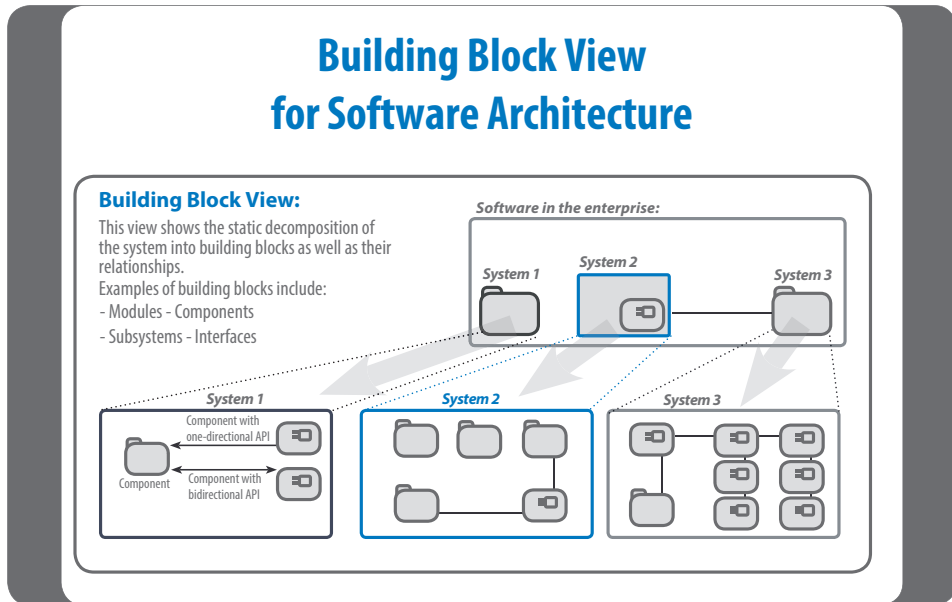 Building Block View
for Software Architecture
Building Block View:
This view shows the static decomposition of
the system into building blocks as well as their
relationships.
Examples of building blocks include:
- Modules - Components
- Subsystems - Interfaces
Software in the enterprise:
System 1
System 2
System 3
System 1
Component with
one-directional API
Component
Component with
bidirectional API
System 2
System 3